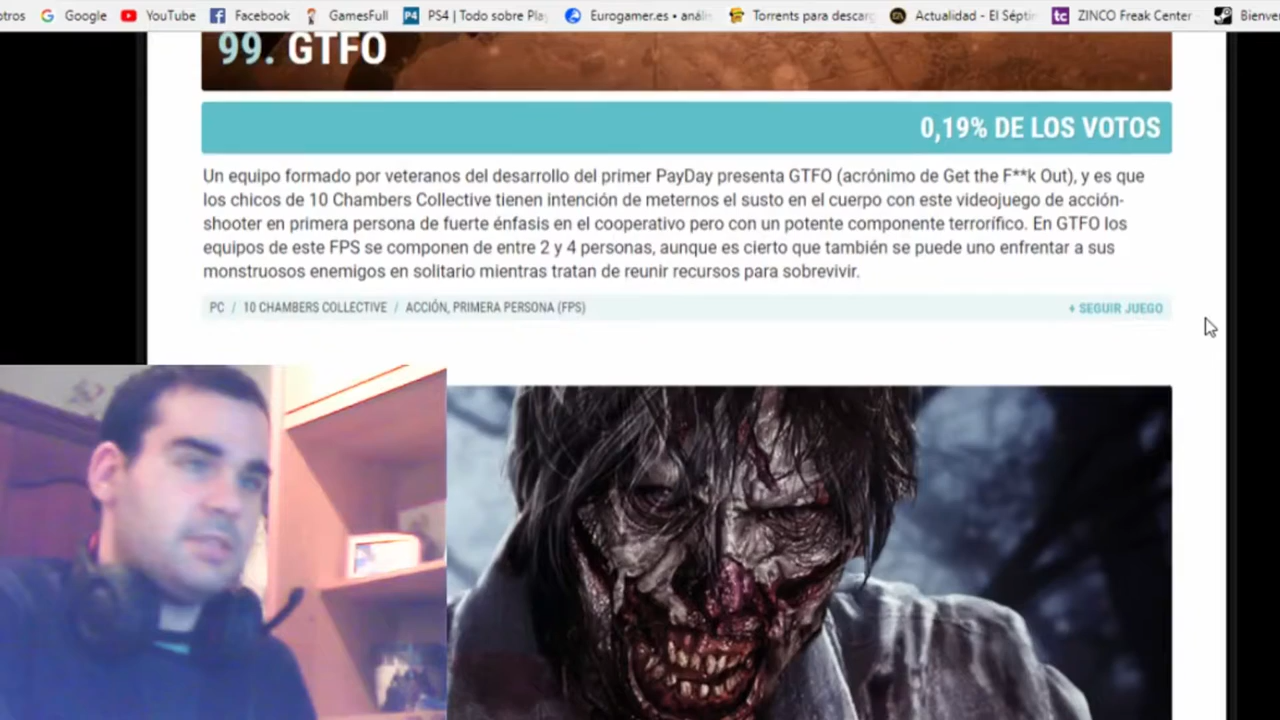 otros Google YouTube Facebook GamesFull PS4 | Todo sobre Pla Eurogamer.es • anális Torrents para descarg Actualidad - El Séptim ZINCO Freak Center Bienve
99. GTFO
0,19% DE LOS VOTOS
Un equipo formado por veteranos del desarrollo del primer PayDay presenta GTFO (acrónimo de Get the F**k Out), y es que
los chicos de 10 Chambers Collective tienen intención de meternos el susto en el cuerpo con este videojuego de acción-
shooter en primera persona de fuerte énfasis en el cooperativo pero con un potente componente terrorífico. En GTFO los
equipos de este FPS se componen de entre 2 y 4 personas, aunque es cierto que también se puede uno enfrentar a sus
monstruosos enemigos en solitario mientras tratan de reunir recursos para sobrevivir.
PC / 10 CHAMBERS COLLECTIVE / ACCIÓN, PRIMERA PERSONA (FPS) + SEGUIR JUEGO